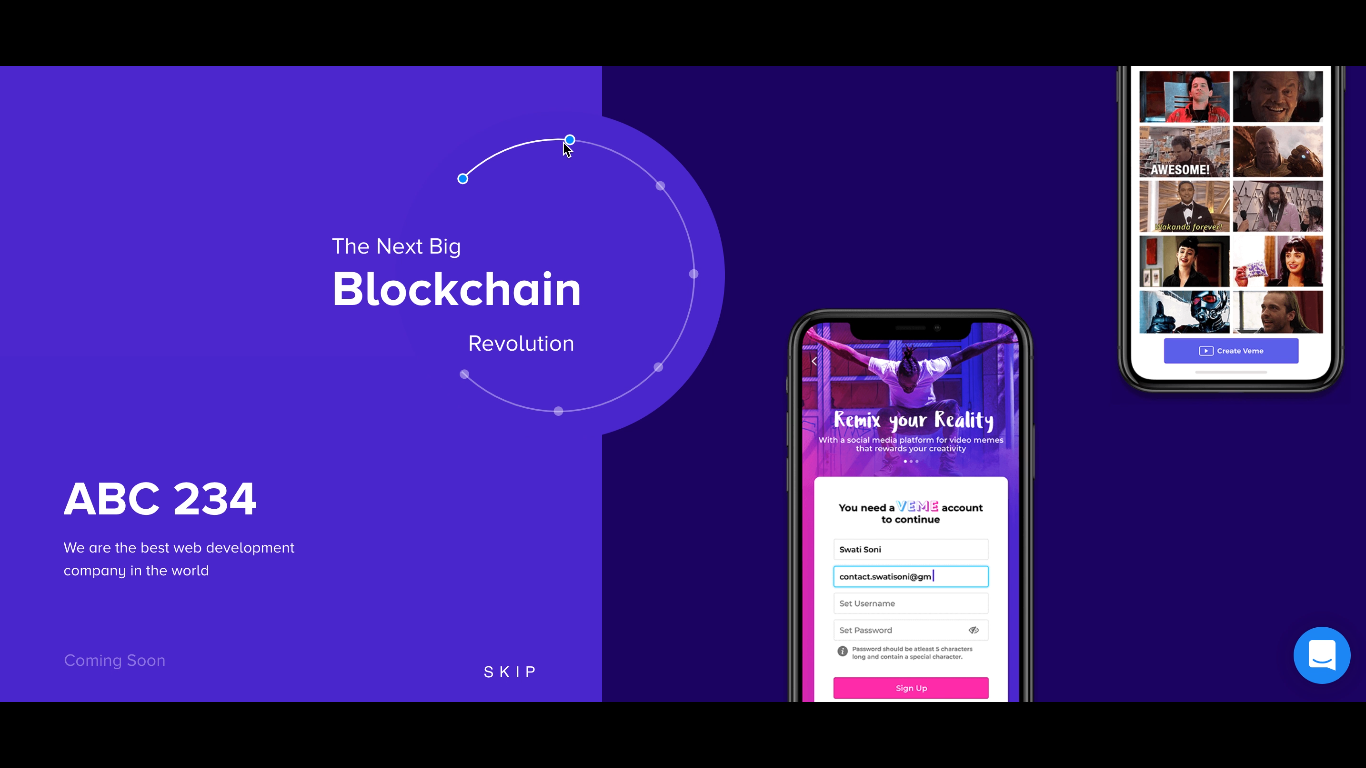 The Next Big
Blockchain
Revolution
ABC 234
We are the best web development
company in the world
Coming Soon
SKIP
Remix your Reality
With a social media platform for video memes
that rewards your creativity
You need a VEME account
to continue
Swati Soni
contact.swatisoni@gm
Set Username
Set Password
Password should be atleast 5 characters
long and contain a special character.
Sign Up
AWESOME!
Wakanda forever!
Create Veme